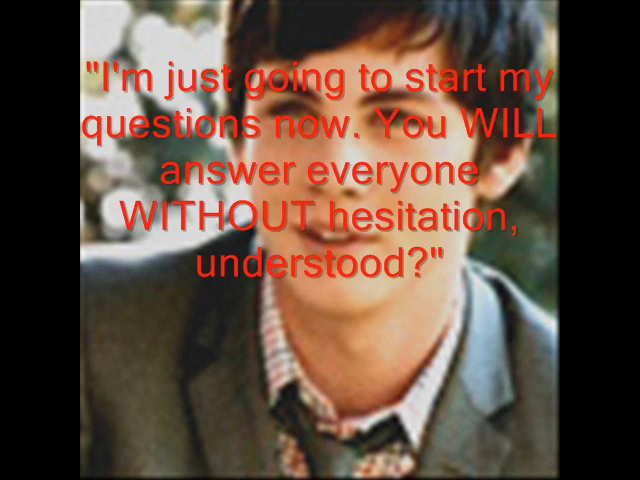 "I'm just going to start my
questions now. You WILL
answer everyone
WITHOUT hesitation,
understood?"